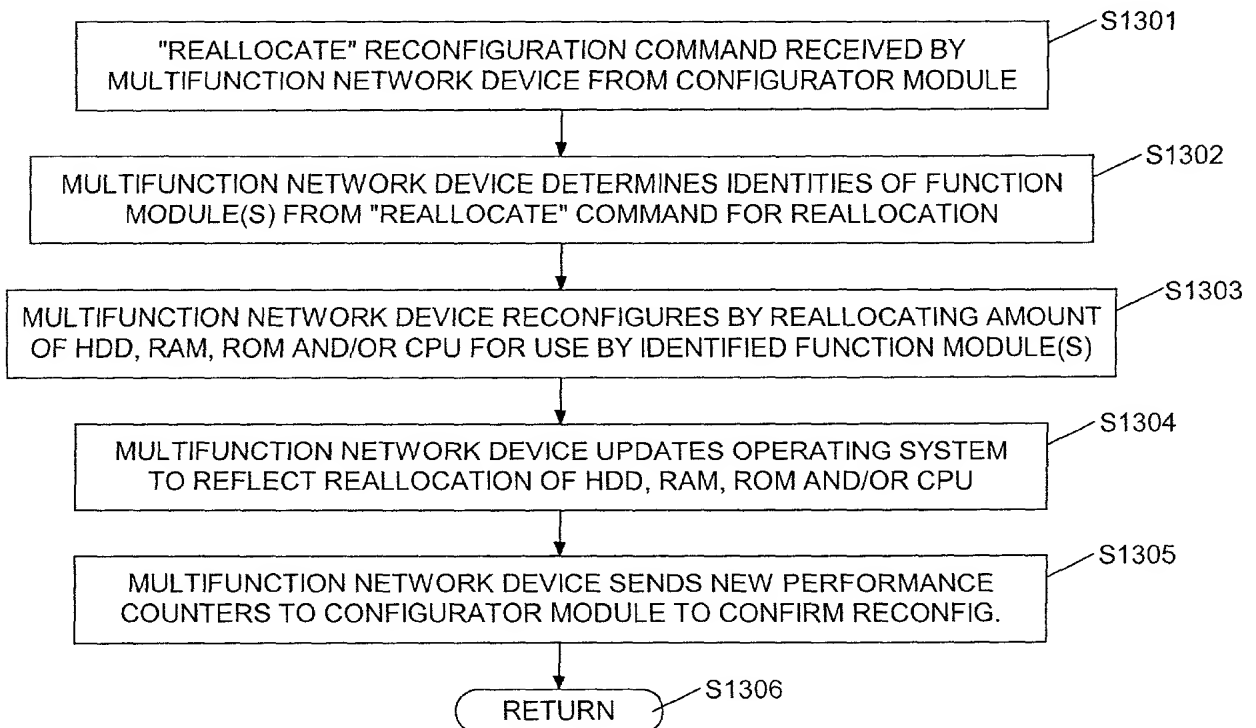 S1301
"REALLOCATE" RECONFIGURATION COMMAND RECEIVED BY
MULTIFUNCTION NETWORK DEVICE FROM CONFIGURATOR MODULE
S1302
MULTIFUNCTION NETWORK DEVICE DETERMINES IDENTITIES OF FUNCTION
MODULE(S) FROM "REALLOCATE" COMMAND FOR REALLOCATION
S1303
MULTIFUNCTION NETWORK DEVICE RECONFIGURES BY REALLOCATING AMOUNT
OF HDD, RAM, ROM AND/OR CPU FOR USE BY IDENTIFIED FUNCTION MODULE(S)
S1304
MULTIFUNCTION NETWORK DEVICE UPDATES OPERATING SYSTEM
TO REFLECT REALLOCATION OF HDD, RAM, ROM AND/OR CPU
S1305
MULTIFUNCTION NETWORK DEVICE SENDS NEW PERFORMANCE
COUNTERS TO CONFIGURATOR MODULE TO CONFIRM RECONFIG.
S1306
RETURN